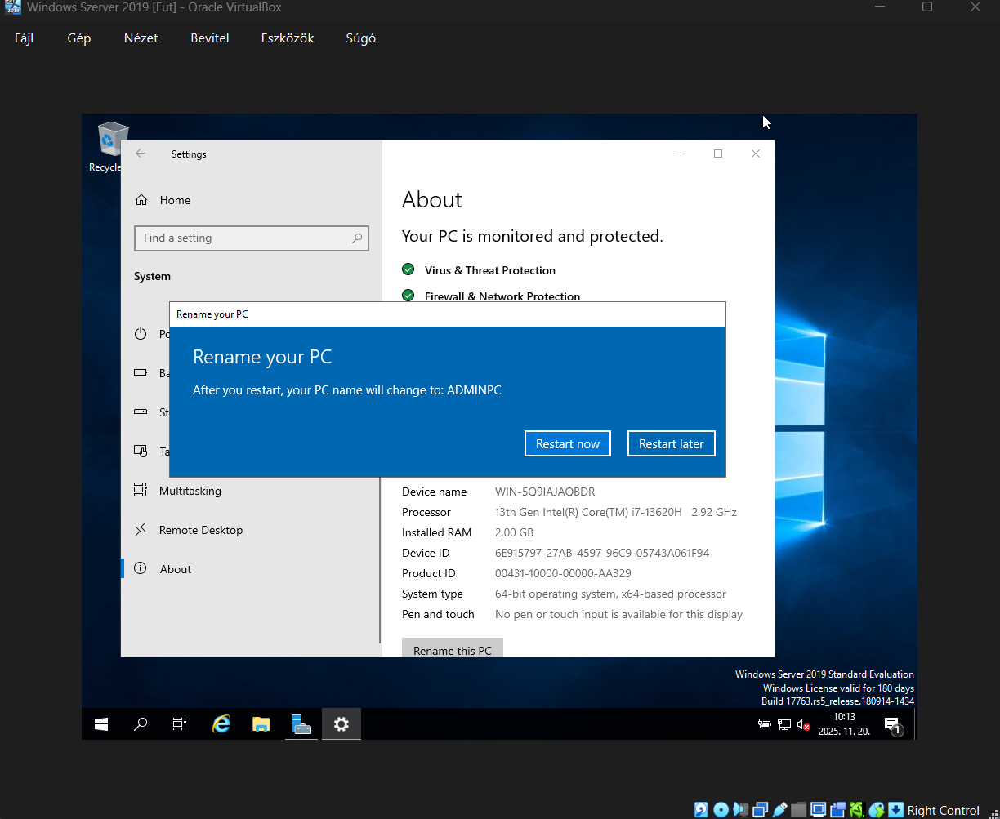 Windows Szerver 2019 [Fut] - Oracle VirtualBox
Fájl Gép Nézet Bevitel Eszközök Súgó
Recycle
Settings
Home
Find a setting
System
Po
Ba
St
Ta
Multitasking
Remote Desktop
About
About
Your PC is monitored and protected.
Virus & Threat Protection
Firewall & Network Protection
Rename your PC
Rename your PC
After you restart, your PC name will change to: ADMINPC
Restart now Restart later
Device name WIN-5Q9IAJAQBDR
Processor 13th Gen Intel(R) Core(TM) i7-13620H 2.92 GHz
Installed RAM 2,00 GB
Device ID 6E915797-27AB-4597-96C9-05743A061F94
Product ID 00431-10000-00000-AA329
System type 64-bit operating system, x64-based processor
Pen and touch No pen or touch input is available for this display
Rename this PC
Windows Server 2019 Standard Evaluation
Windows License valid for 180 days
Build 17763.rs5_release.180914-1434
10:13
2025. 11. 20.
1
Right Control